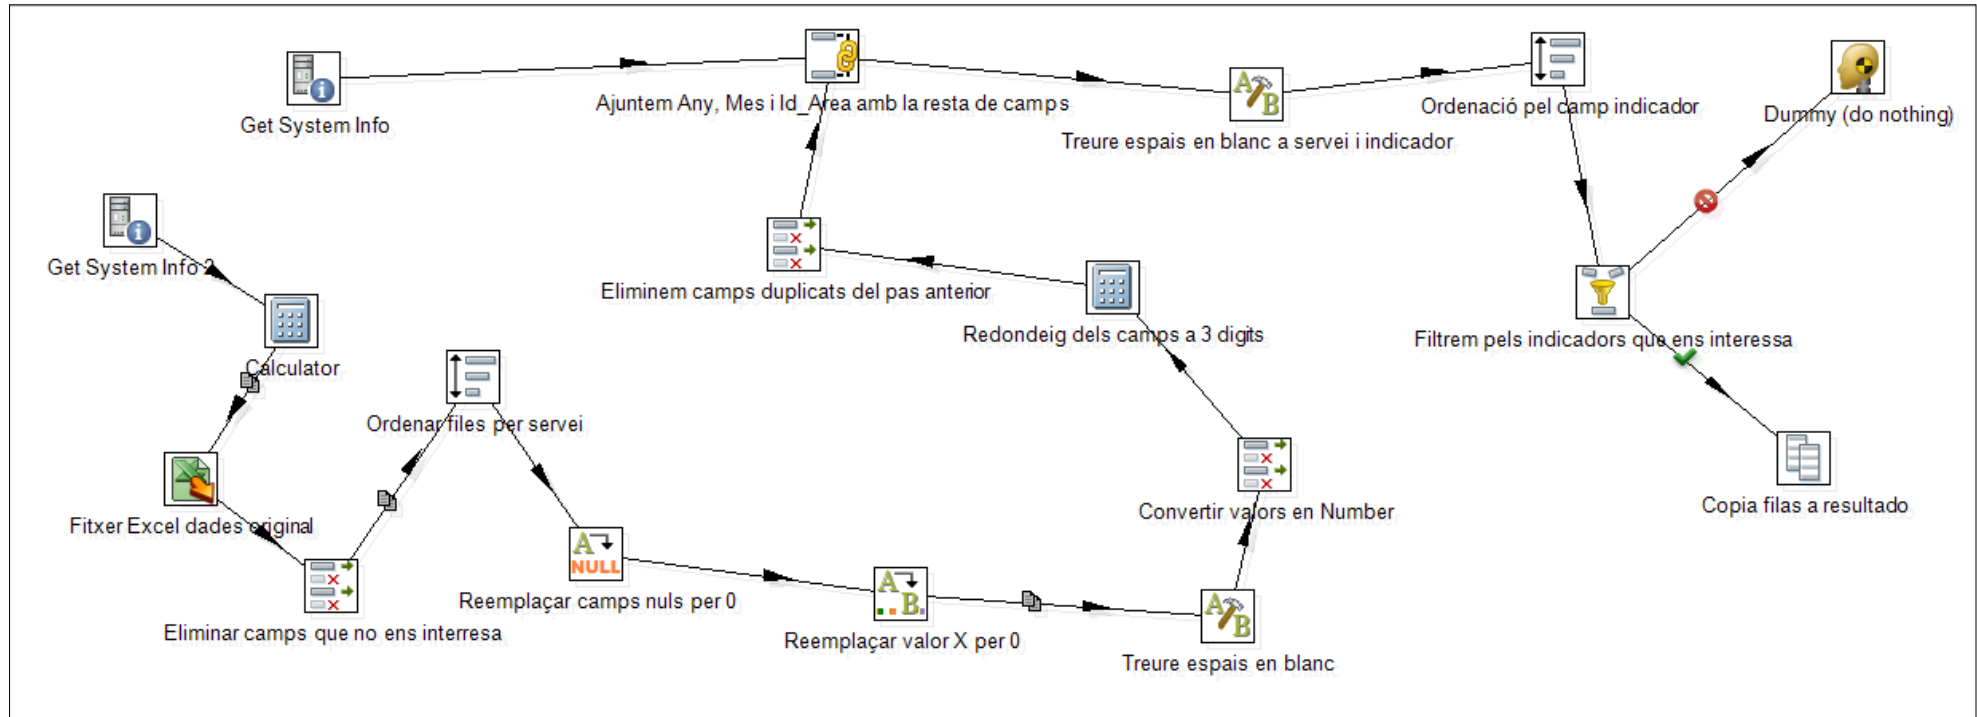 Get System Info
Ajuntem Any, Mes i Id_Area amb la resta de camps
Treure espais en blanc a servei i indicador
Ordenació pel camp indicador
Dummy (do nothing)
Get System Info 2
Calculator
Eliminem camps duplicats del pas anterior
Redondeig dels camps a 3 digits
Filtrem pels indicadors que ens interessa
Ordenar files per servei
Fitxer Excel dades original
Convertir valors en Number
Copia filas a resultado
NULL
Reemplaçar camps nuls per 0
Eliminar camps que no ens interresa
Reemplaçar valor X per 0
Treure espais en blanc